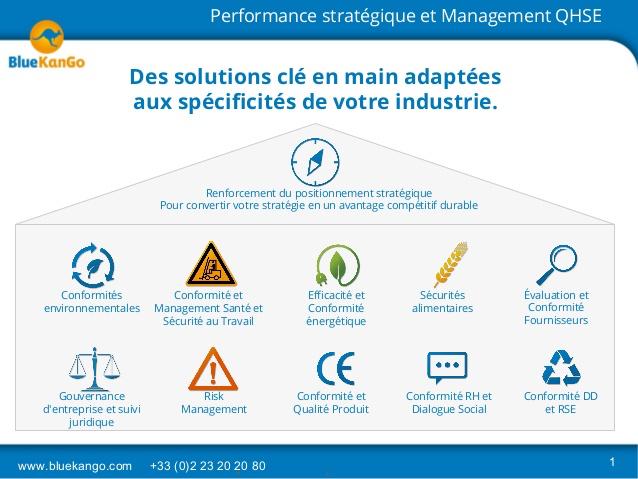 Performance stratégique et Management QHSE
BlueKanGo
Des solutions clé en main adaptées
aux spécificités de votre industrie.
Renforcement du positionnement stratégique
Pour convertir votre stratégie en un avantage compétitif durable
Conformités
environnementales
Conformité et
Management Santé et
Sécurité au Travail
Efficacité et
Conformité
énergétique
Sécurités
alimentaires
Évaluation et
Conformité
Fournisseurs
Gouvernance
d'entreprise et suivi
juridique
Risk
Management
CE
Conformité et
Qualité Produit
Conformité RH et
Dialogue Social
Conformité DD
et RSE
www.bluekango.com +33 (0)2 23 20 20 80
1